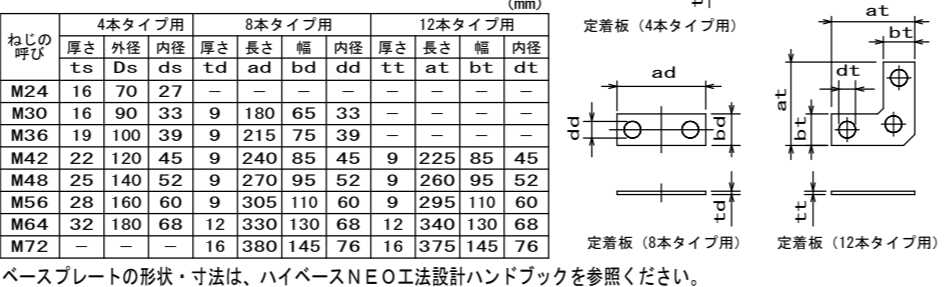 (mm)
ねじの呼び 4本タイプ用 8本タイプ用 12本タイプ用
厚さ 外径 内径 厚さ 長さ 幅 内径 厚さ 長さ 幅 内径
ts Ds ds td ad bd dd tt at bt dt
M24 16 70 27 － － － － － － － －
M30 16 90 33 9 180 65 33 － － － －
M36 19 100 39 9 215 75 39 － － － －
M42 22 120 45 9 240 85 45 9 225 85 45
M48 25 140 52 9 270 95 52 9 260 95 52
M56 28 160 60 9 305 110 60 9 295 110 60
M64 32 180 68 12 330 130 68 12 340 130 68
M72 － － － 16 380 145 76 16 375 145 76
定着板（4本タイプ用）
ad
dd
bd
td
定着板（8本タイプ用）
at
bt
dt
at
bt
tt
定着板（12本タイプ用）
ベースプレートの形状・寸法は、ハイベースＮＥＯ工法設計ハンドブックを参照ください。